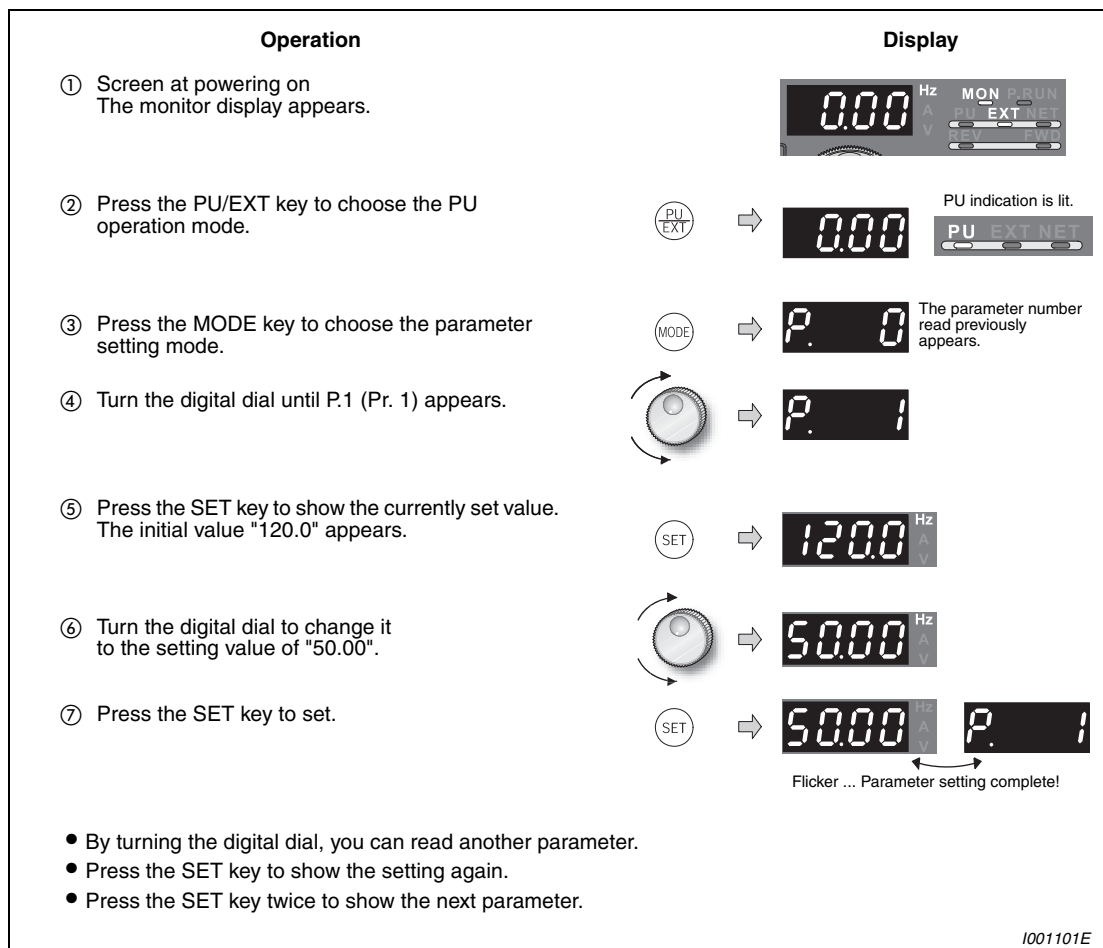 Operation
Display
① Screen at powering on
The monitor display appears.
0.00
Hz
A
V
MON P.RUN
PU EXT NET
REV FWD
② Press the PU/EXT key to choose the PU
operation mode.
PU
EXT
0.00
PU indication is lit.
PU EXT NET
③ Press the MODE key to choose the parameter
setting mode.
MODE
P. 0
The parameter number
read previously
appears.
④ Turn the digital dial until P.1 (Pr. 1) appears.
P. 1
⑤ Press the SET key to show the currently set value.
The initial value "120.0" appears.
SET
120.0
Hz
A
V
⑥ Turn the digital dial to change it
to the setting value of "50.00".
50.00
Hz
A
V
⑦ Press the SET key to set.
SET
50.00
Hz
A
V
P. 1
Flicker ... Parameter setting complete!
● By turning the digital dial, you can read another parameter.
● Press the SET key to show the setting again.
● Press the SET key twice to show the next parameter.
I001101E